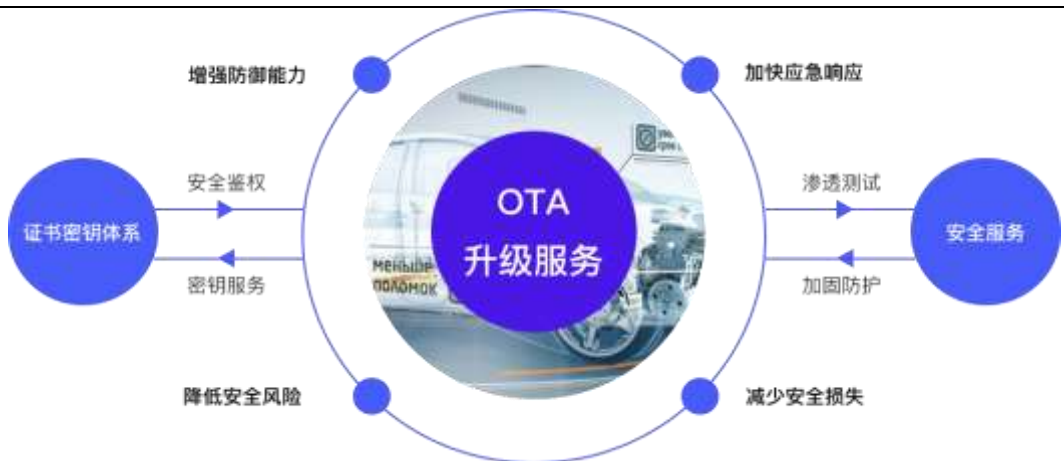 增强防御能力
加快应急响应
安全鉴权
渗透测试
证书密钥体系
OTA
升级服务
安全服务
密钥服务
加固防护
МЕНЬШЕ
ПОЛОМОК
降低安全风险
减少安全损失